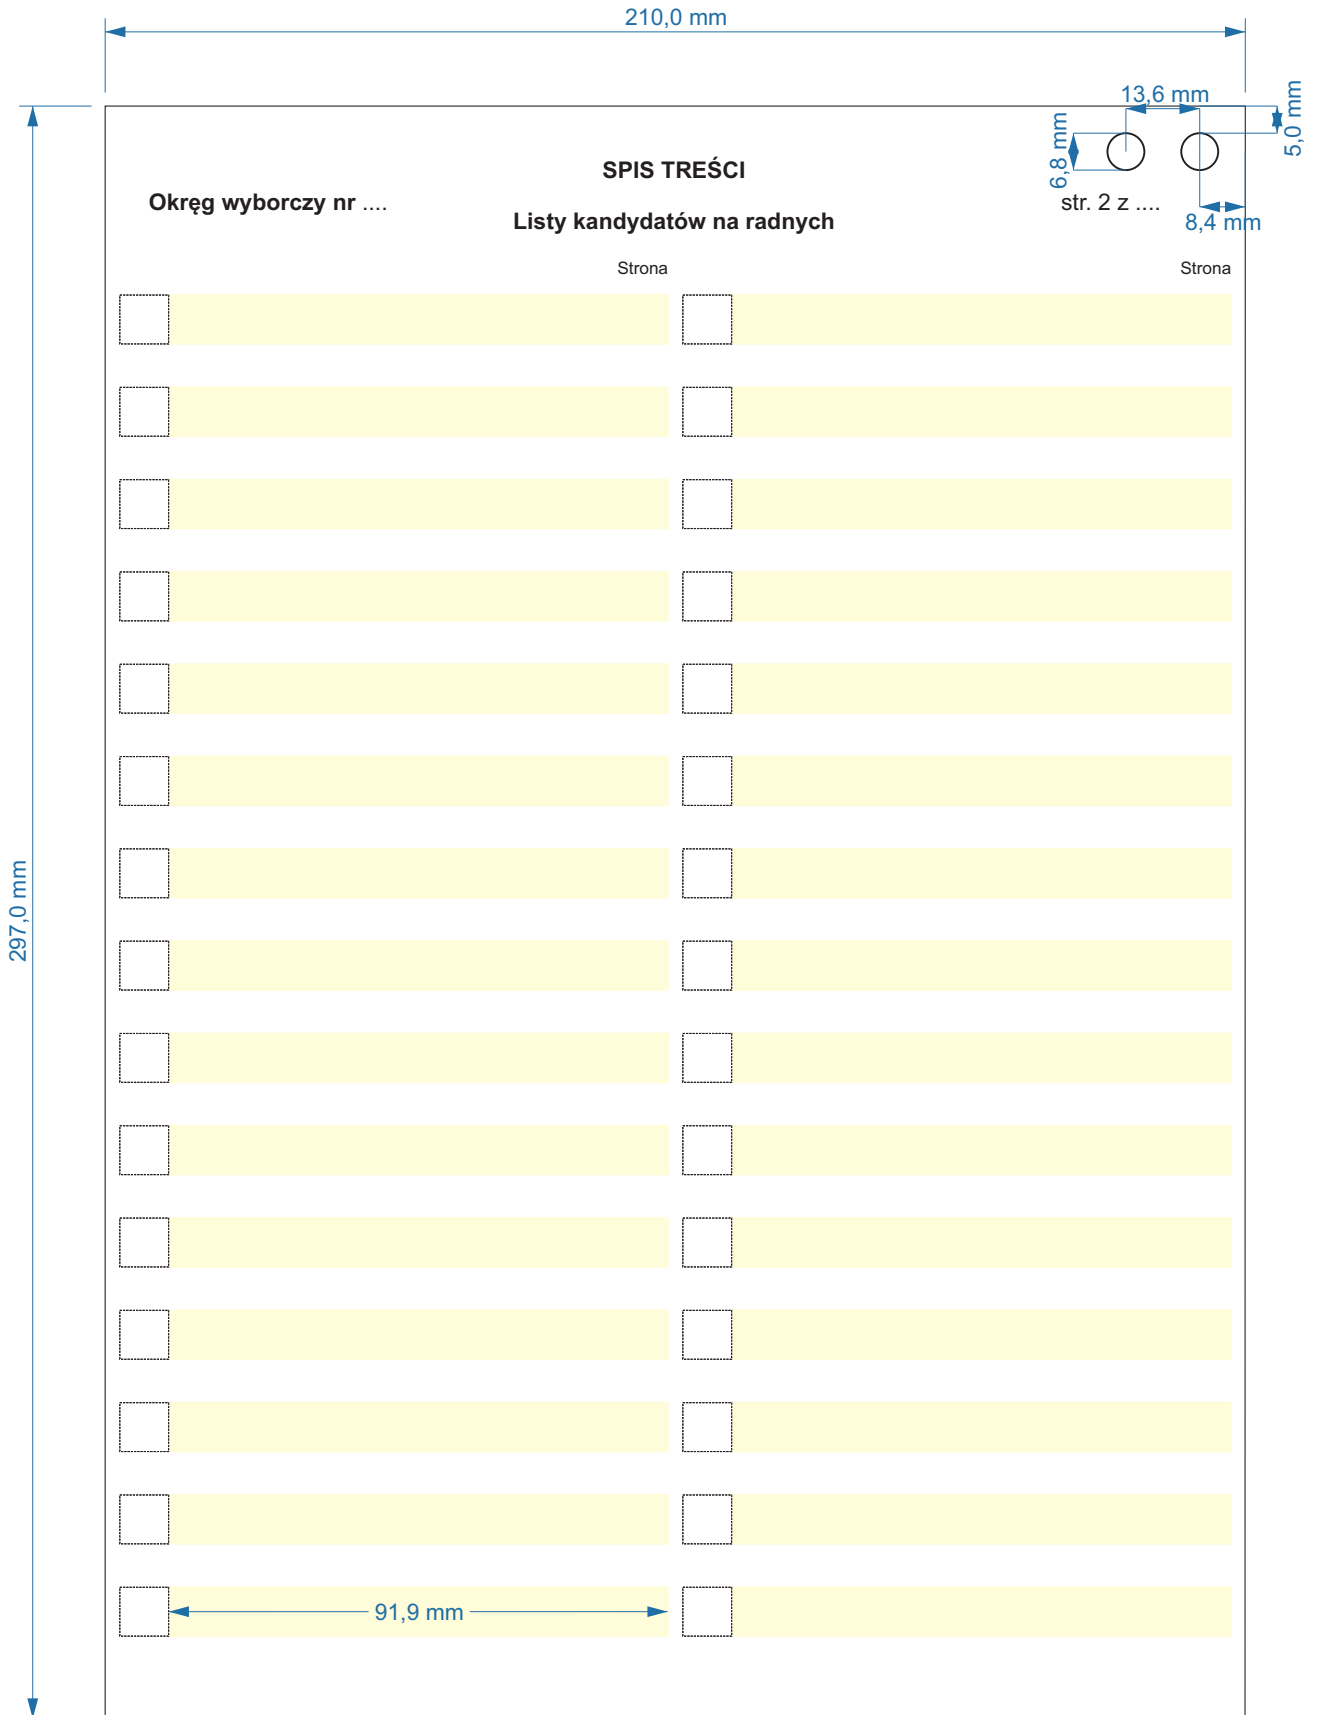 210,0 mm
13,6 mm
5,0 mm
6,8 mm
SPIS TREŚCI
Okręg wyborczy nr ....
str. 2 z ....
Listy kandydatów na radnych
8,4 mm
Strona
Strona
297,0 mm
91,9 mm